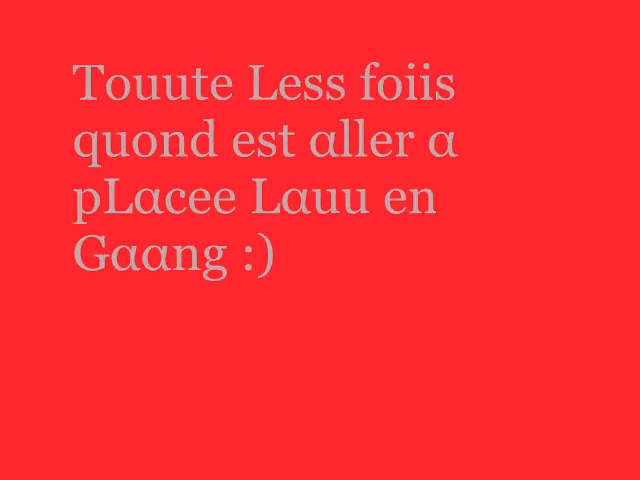 Touute Less foiis
quond est αller α
pLαcee Lαuu en
Gααng :)